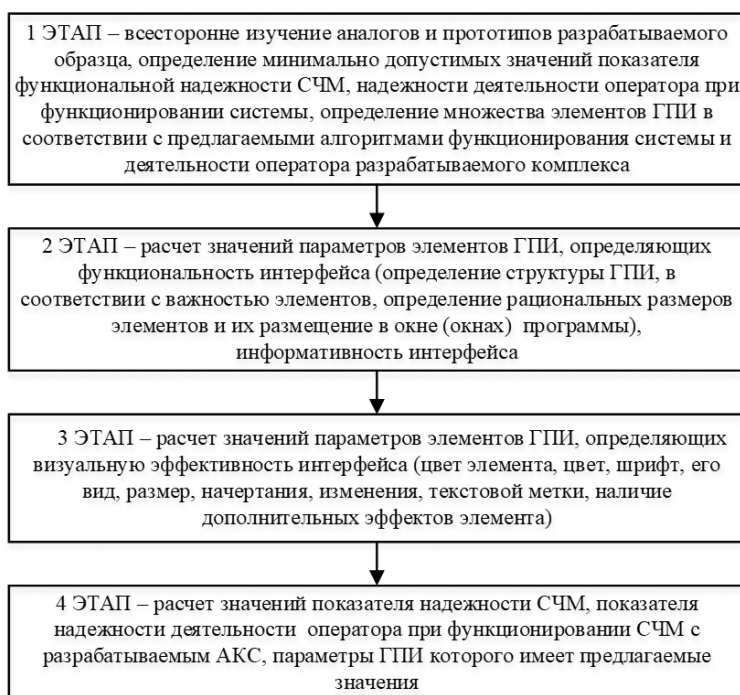 1 ЭТАП – всесторонне изучение аналогов и прототипов разрабатываемого
образца, определение минимально допустимых значений показателя
функциональной надежности СЧМ, надежности деятельности оператора при
функционировании системы, определение множества элементов ГПИ в
соответствии с предлагаемыми алгоритмами функционирования системы и
деятельности оператора разрабатываемого комплекса
2 ЭТАП – расчет значений параметров элементов ГПИ, определяющих
функциональность интерфейса (определение структуры ГПИ, в
соответствии с важностью элементов, определение рациональных размеров
элементов и их размещение в окне (окнах) программы),
информативность интерфейса
3 ЭТАП – расчет значений параметров элементов ГПИ, определяющих
визуальную эффективность интерфейса (цвет элемента, цвет, шрифт, его
вид, размер, начертания, изменения, текстовой метки, наличие
дополнительных эффектов элемента)
4 ЭТАП – расчет значений показателя надежности СЧМ, показателя
надежности деятельности оператора при функционировании СЧМ с
разрабатываемым АКС, параметры ГПИ которого имеет предлагаемые
значения